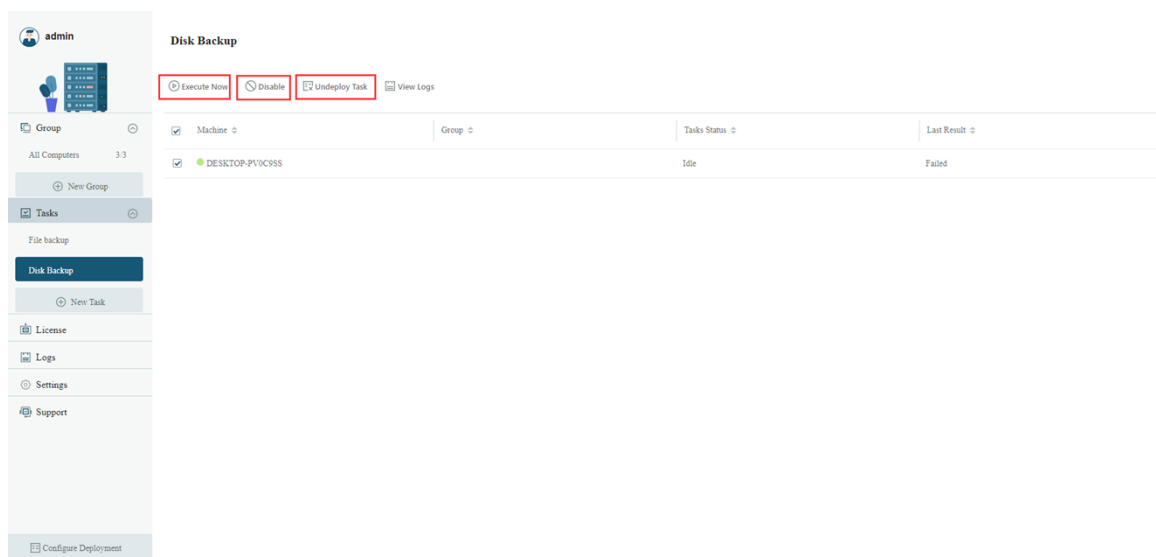 admin
Disk Backup
Execute Now Disable Undeploy Task View Logs
Group
Machine Group Tasks Status Last Result
All Computers 3/3
DESKTOP-PV0C9SS Idle Failed
New Group
Tasks
File backup
Disk Backup
New Task
License
Logs
Settings
Support
Configure Deployment